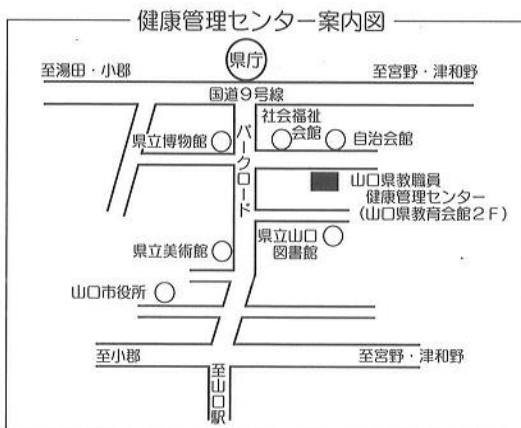 健康管理センター案内図
県庁
至湯田・小郡
至宮野・津和野
国道9号線
パークロード
県立博物館
社会福祉
会館
自治会館
山口県教職員
健康管理センター
(山口県教育会館2F)
県立美術館
県立山口
図書館
山口市役所
至小郡
至宮野・津和野
至山口駅